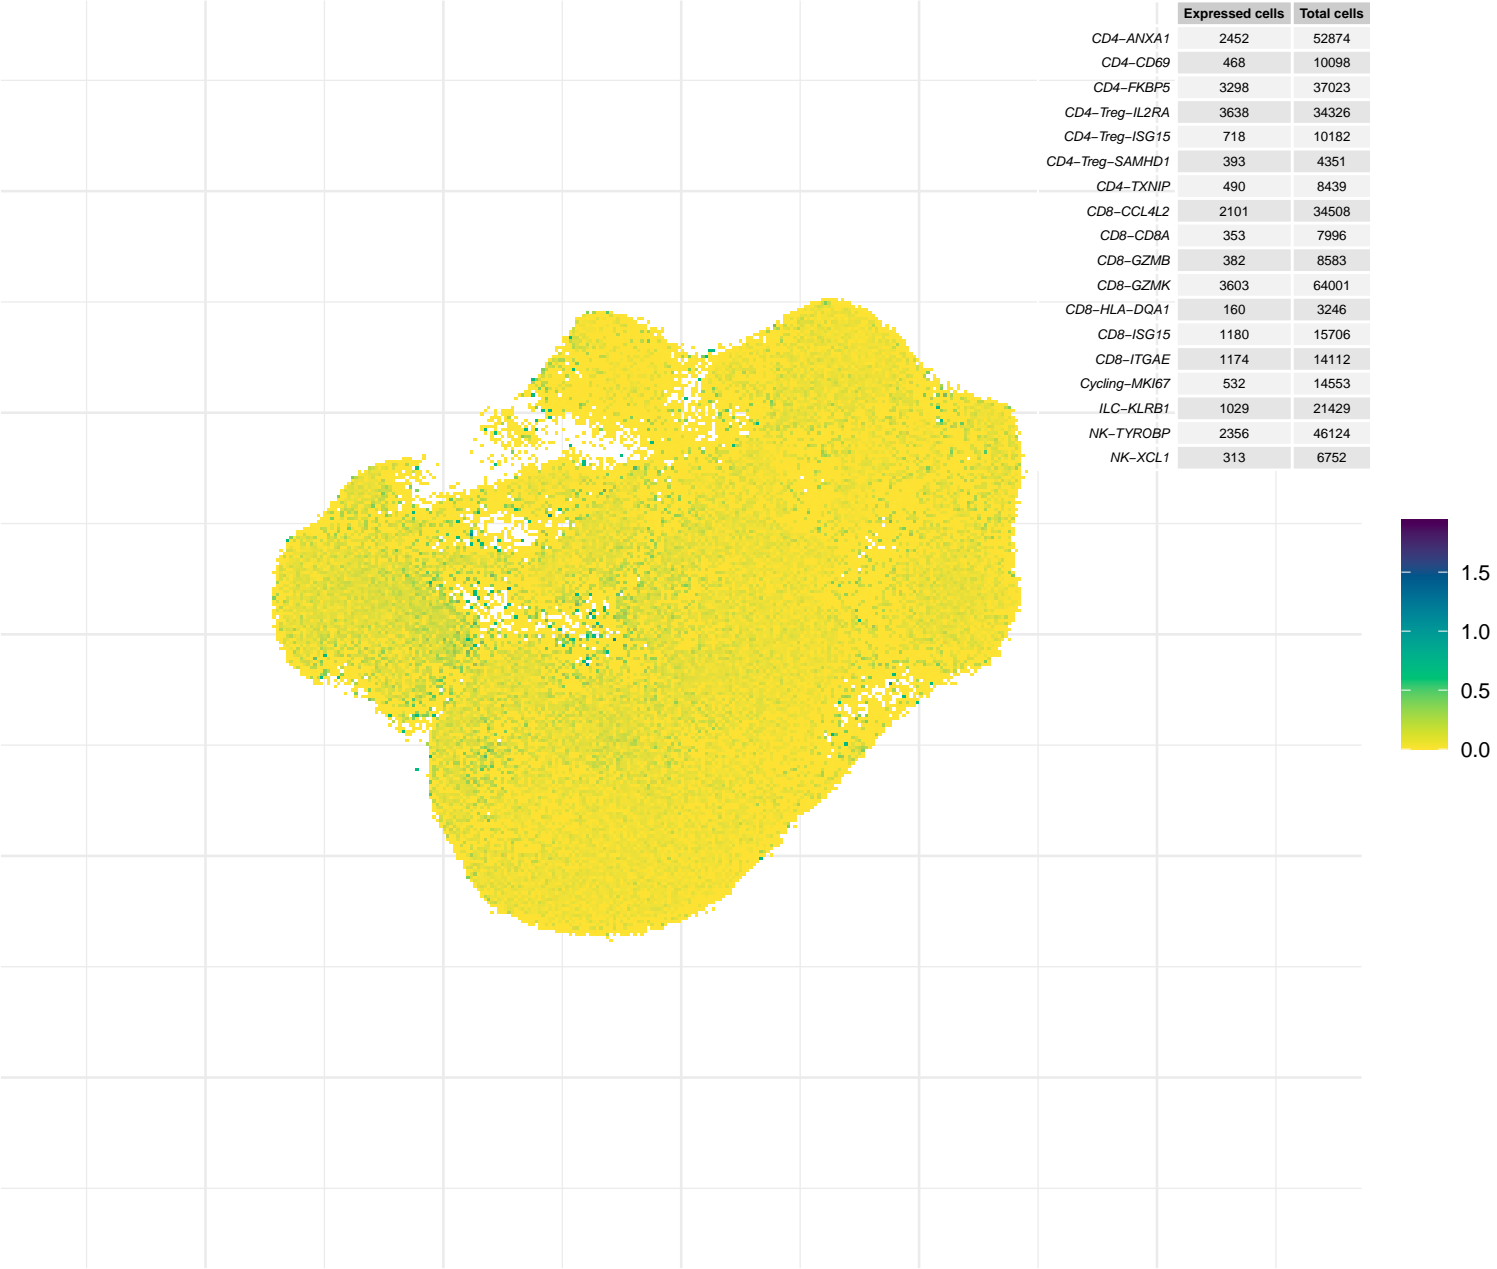 Expressed cells Total cells
CD4−ANXA1 2452 52874
CD4−CD69 468 10098
CD4−FKBP5 3298 37023
CD4−Treg−IL2RA 3638 34326
CD4−Treg−ISG15 718 10182
CD4−Treg−SAMHD1 393 4351
CD4−TXNIP 490 8439
CD8−CCL4L2 2101 34508
CD8−CD8A 353 7996
CD8−GZMB 382 8583
CD8−GZMK 3603 64001
CD8−HLA−DQA1 160 3246
CD8−ISG15 1180 15706
CD8−ITGAE 1174 14112
Cycling−MKI67 532 14553
ILC−KLRB1 1029 21429
NK−TYROBP 2356 46124
NK−XCL1 313 6752
1.5
1.0
0.5
0.0